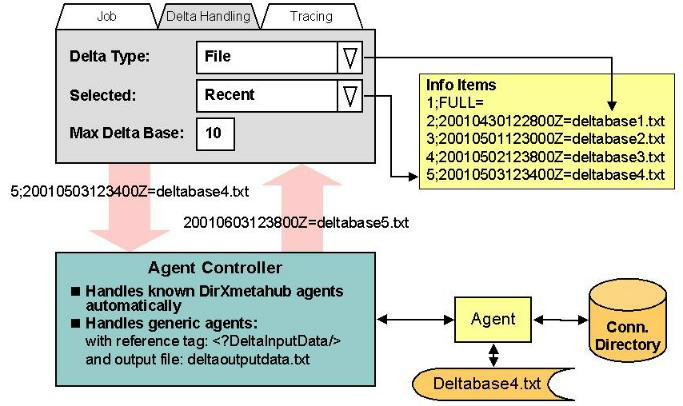 Job
Delta Handling
Tracing
Delta Type:
File
Selected:
Recent
Max Delta Base:
10
Info Items
1;FULL=
2;20010430122800Z=deltabase1.txt
3;20010501123000Z=deltabase2.txt
4;20010502123800Z=deltabase3.txt
5;20010503123400Z=deltabase4.txt
5;20010503123400Z=deltabase4.txt
20010603123800Z=deltabase5.txt
Agent Controller
■ Handles known DirXmetahub agents
automatically
■ Handles generic agents:
with reference tag: <?DeltaInputData/>
and output file: deltaoutputdata.txt
Agent
Conn.
Directory
Deltabase4.txt